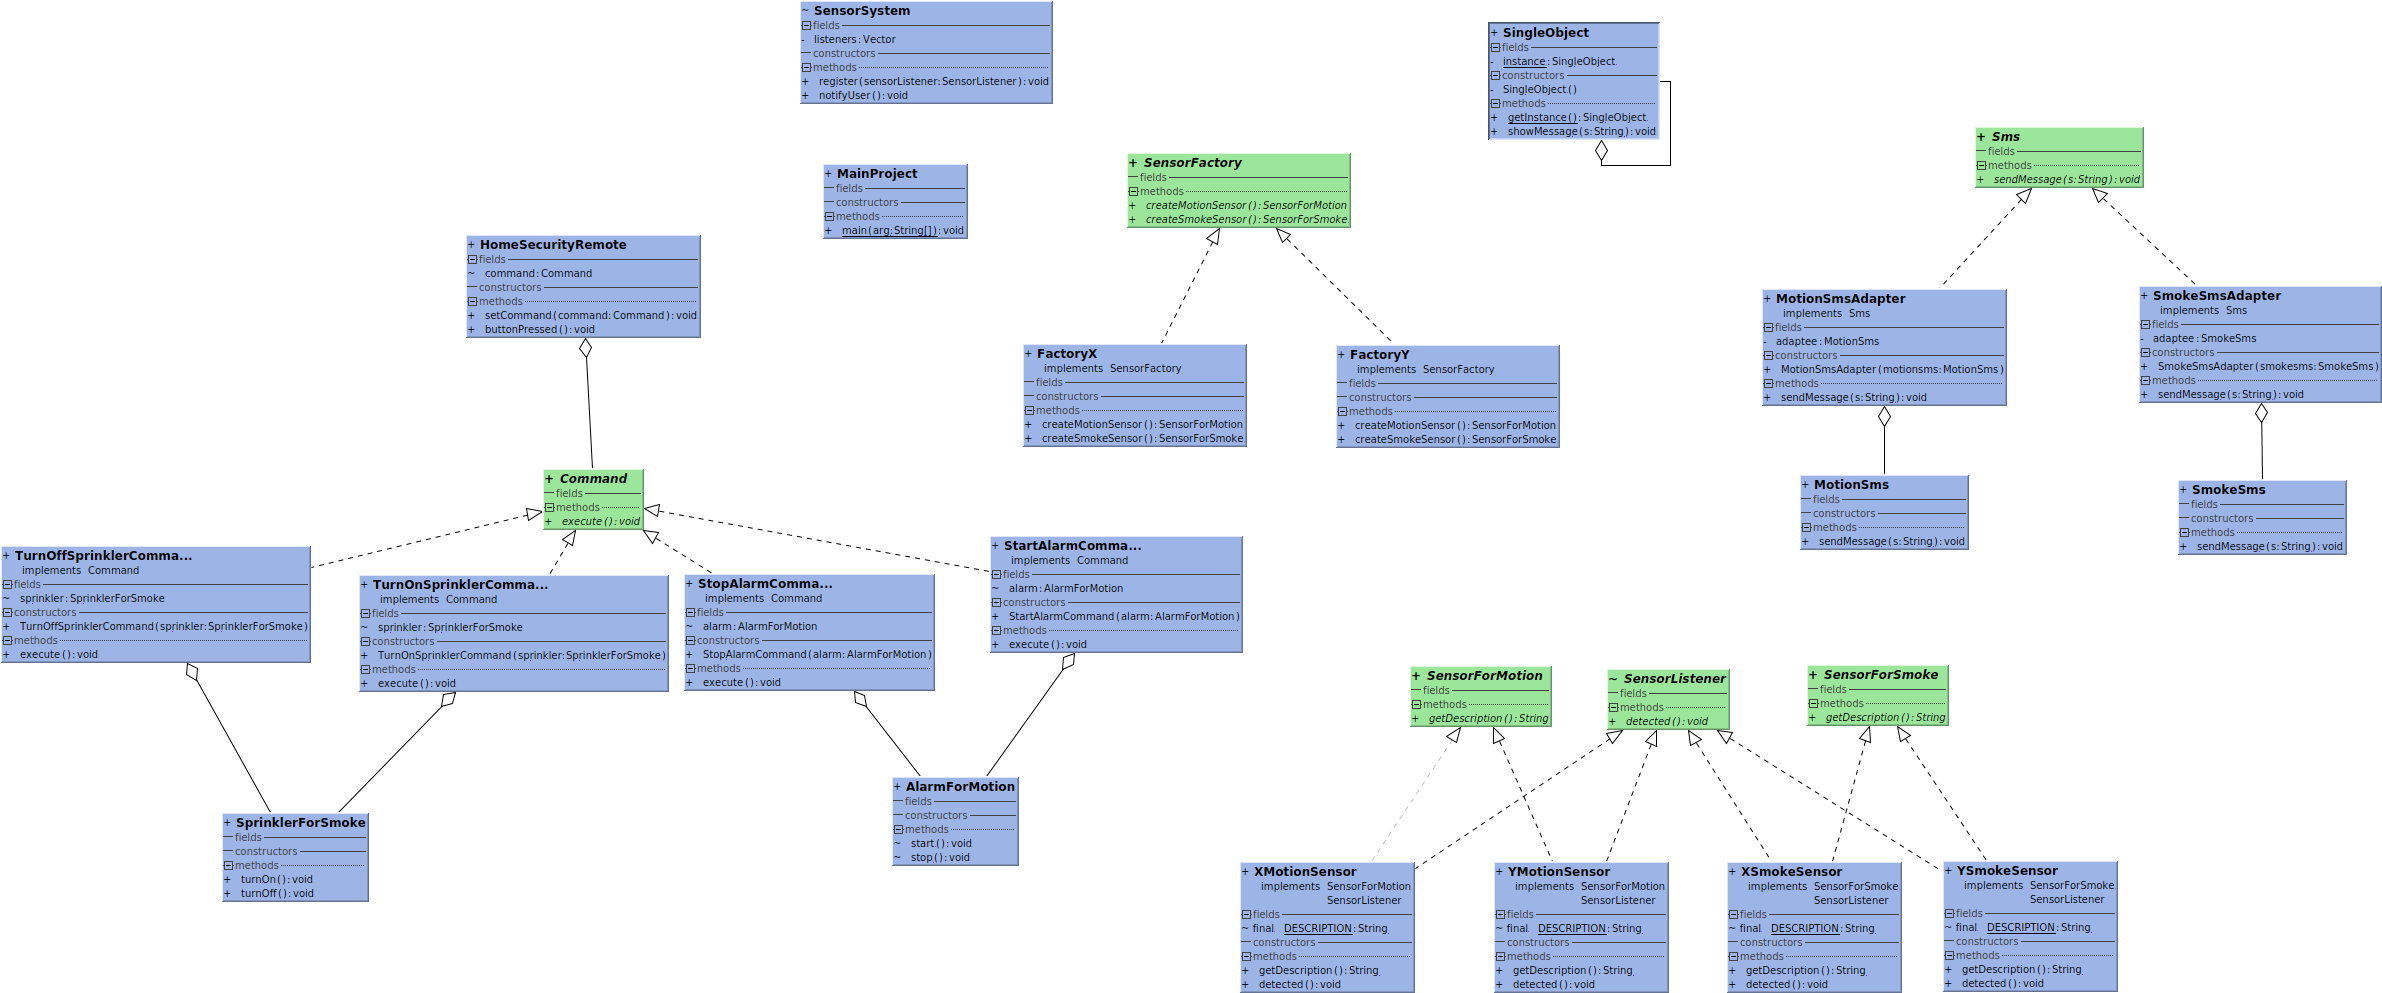 ~ SensorSystem
fields
- listeners:Vector
constructors
methods
+ register(sensorListener:SensorListener):void
+ notifyUser():void
+ SingleObject
fields
- instance:SingleObject
constructors
- SingleObject()
methods
+ getInstance():SingleObject
+ showMessage(s:String):void
+ Sms
fields
methods
+ sendMessage(s:String):void
+ SensorFactory
fields
methods
+ createMotionSensor():SensorForMotion
+ createSmokeSensor():SensorForSmoke
+ MainProject
fields
constructors
methods
+ main(arg:String[]):void
+ HomeSecurityRemote
fields
~ command:Command
constructors
methods
+ setCommand(command:Command):void
+ buttonPressed():void
+ MotionSmsAdapter
implements Sms
fields
- adaptee:MotionSms
constructors
+ MotionSmsAdapter(motionsms:MotionSms)
methods
+ sendMessage(s:String):void
+ SmokeSmsAdapter
implements Sms
fields
- adaptee:SmokeSms
constructors
+ SmokeSmsAdapter(smokesms:SmokeSms)
methods
+ sendMessage(s:String):void
+ FactoryX
implements SensorFactory
fields
constructors
methods
+ createMotionSensor():SensorForMotion
+ createSmokeSensor():SensorForSmoke
+ FactoryY
implements SensorFactory
fields
constructors
methods
+ createMotionSensor():SensorForMotion
+ createSmokeSensor():SensorForSmoke
+ Command
fields
methods
+ execute():void
+ MotionSms
fields
constructors
methods
+ sendMessage(s:String):void
+ SmokeSms
fields
constructors
methods
+ sendMessage(s:String):void
+ TurnOffSprinklerComma...
implements Command
fields
~ sprinkler:SprinklerForSmoke
constructors
+ TurnOffSprinklerCommand(sprinkler:SprinklerForSmoke)
methods
+ execute():void
+ TurnOnSprinklerComma...
implements Command
fields
~ sprinkler:SprinklerForSmoke
constructors
+ TurnOnSprinklerCommand(sprinkler:SprinklerForSmoke)
methods
+ execute():void
+ StopAlarmComma...
implements Command
fields
~ alarm:AlarmForMotion
constructors
+ StopAlarmCommand(alarm:AlarmForMotion)
methods
+ execute():void
+ StartAlarmComma...
implements Command
fields
~ alarm:AlarmForMotion
constructors
+ StartAlarmCommand(alarm:AlarmForMotion)
methods
+ execute():void
+ SensorForMotion
fields
methods
+ getDescription():String
~ SensorListener
fields
methods
+ detected():void
+ SensorForSmoke
fields
methods
+ getDescription():String
+ SprinklerForSmoke
fields
constructors
methods
+ turnOn():void
+ turnOff():void
+ AlarmForMotion
fields
constructors
methods
~ start():void
~ stop():void
+ XMotionSensor
implements SensorForMotion
SensorListener
fields
~ final DESCRIPTION:String
constructors
methods
+ getDescription():String
+ detected():void
+ YMotionSensor
implements SensorForMotion
SensorListener
fields
~ final DESCRIPTION:String
constructors
methods
+ getDescription():String
+ detected():void
+ XSmokeSensor
implements SensorForSmoke
SensorListener
fields
~ final DESCRIPTION:String
constructors
methods
+ getDescription():String
+ detected():void
+ YSmokeSensor
implements SensorForSmoke
SensorListener
fields
~ final DESCRIPTION:String
constructors
methods
+ getDescription():String
+ detected():void